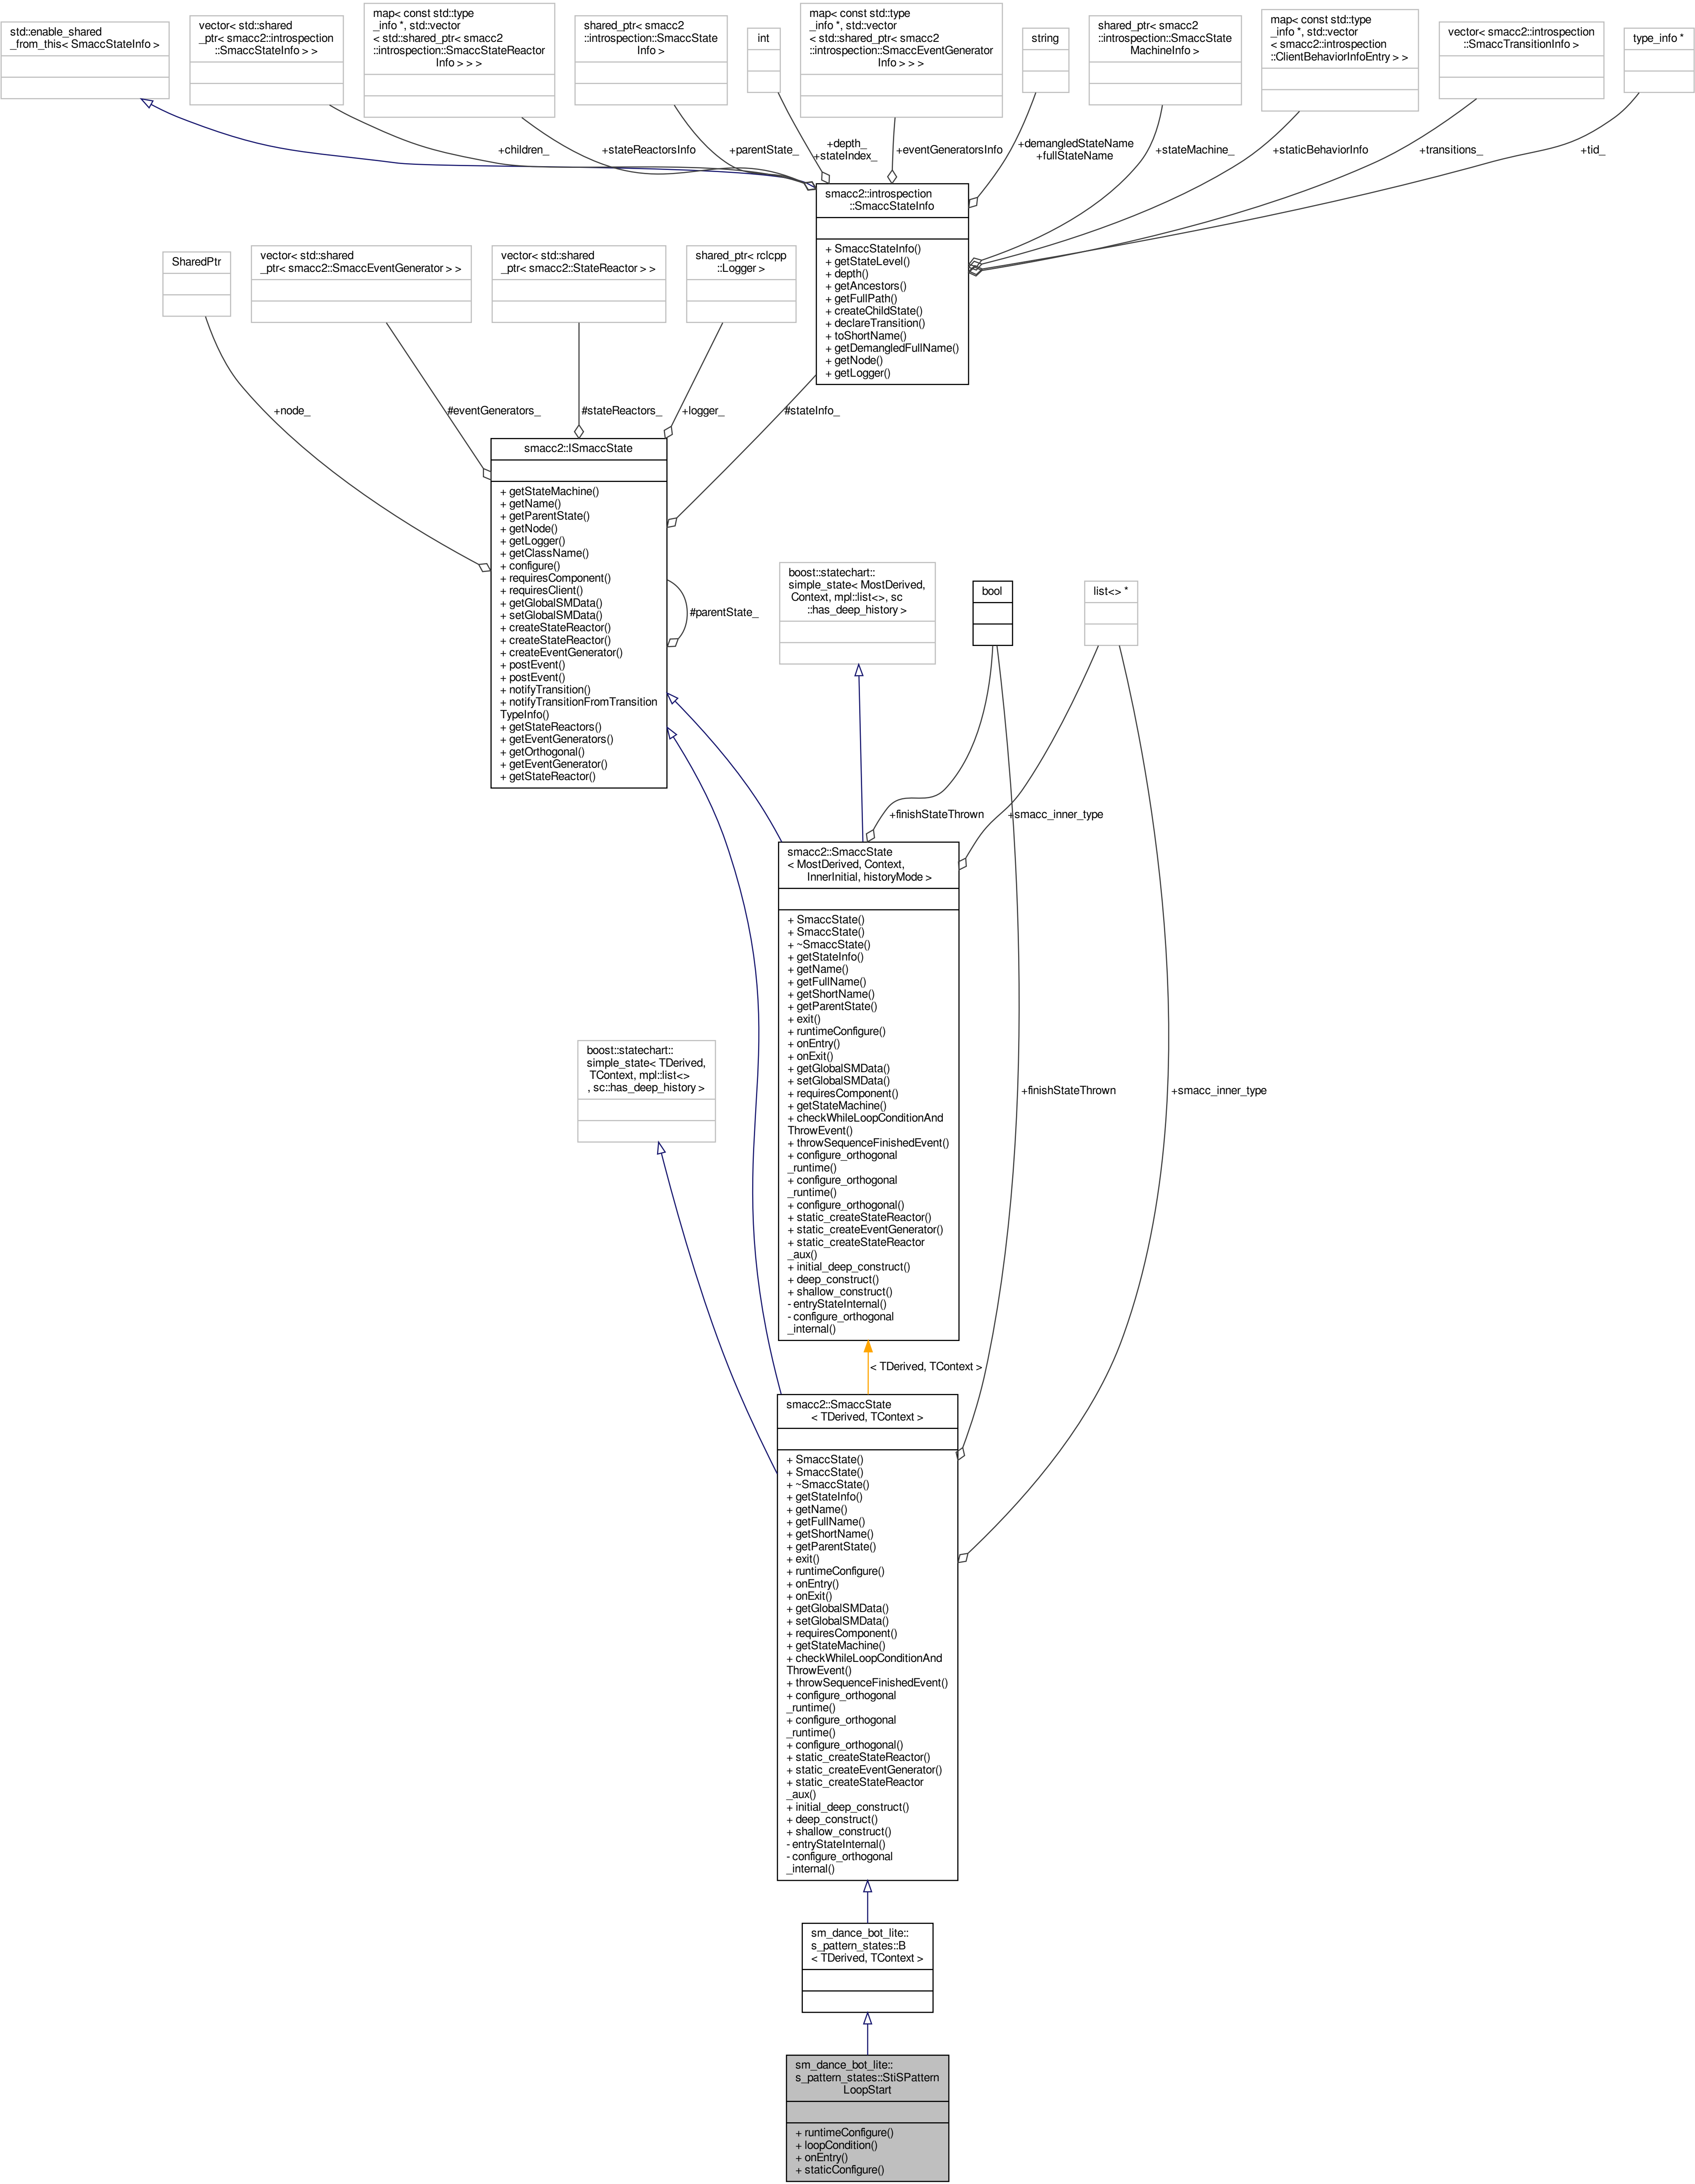 std::enable_shared
_from_this< SmaccStateInfo >
vector< std::shared
_ptr< smacc2::introspection
::SmaccStateInfo > >
map< const std::type
_info *, std::vector
< std::shared_ptr< smacc2
::introspection::SmaccStateReactor
Info > > >
shared_ptr< smacc2
::introspection::SmaccState
Info >
int
map< const std::type
_info *, std::vector
< std::shared_ptr< smacc2
::introspection::SmaccEventGenerator
Info > > >
string
shared_ptr< smacc2
::introspection::SmaccState
MachineInfo >
map< const std::type
_info *, std::vector
< smacc2::introspection
::ClientBehaviorInfoEntry > >
vector< smacc2::introspection
::SmaccTransitionInfo >
type_info *
+children_
+stateReactorsInfo
+parentState_
+depth_
+stateIndex_
+eventGeneratorsInfo
+demangledStateName
+fullStateName
+stateMachine_
+staticBehaviorInfo
+transitions_
+tid_
smacc2::introspection
::SmaccStateInfo
+ SmaccStateInfo()
+ getStateLevel()
+ depth()
+ getAncestors()
+ getFullPath()
+ createChildState()
+ declareTransition()
+ toShortName()
+ getDemangledFullName()
+ getNode()
+ getLogger()
SharedPtr
vector< std::shared
_ptr< smacc2::SmaccEventGenerator > >
vector< std::shared
_ptr< smacc2::StateReactor > >
shared_ptr< rclcpp
::Logger >
+node_
#eventGenerators_
#stateReactors_
+logger_
#stateInfo_
smacc2::ISmaccState
+ getStateMachine()
+ getName()
+ getParentState()
+ getNode()
+ getLogger()
+ getClassName()
+ configure()
+ requiresComponent()
+ requiresClient()
+ getGlobalSMData()
+ setGlobalSMData()
+ createStateReactor()
+ createStateReactor()
+ createEventGenerator()
+ postEvent()
+ postEvent()
+ notifyTransition()
+ notifyTransitionFromTransition
TypeInfo()
+ getStateReactors()
+ getEventGenerators()
+ getOrthogonal()
+ getEventGenerator()
+ getStateReactor()
#parentState_
boost::statechart::
simple_state< MostDerived,
Context, mpl::list<>, sc
::has_deep_history >
bool
list<> *
+finishStateThrown
+smacc_inner_type
smacc2::SmaccState
< MostDerived, Context,
InnerInitial, historyMode >
+ SmaccState()
+ SmaccState()
+ ~SmaccState()
+ getStateInfo()
+ getName()
+ getFullName()
+ getShortName()
+ getParentState()
+ exit()
+ runtimeConfigure()
+ onEntry()
+ onExit()
+ getGlobalSMData()
+ setGlobalSMData()
+ requiresComponent()
+ getStateMachine()
+ checkWhileLoopConditionAnd
ThrowEvent()
+ throwSequenceFinishedEvent()
+ configure_orthogonal
_runtime()
+ configure_orthogonal
_runtime()
+ configure_orthogonal()
+ static_createStateReactor()
+ static_createEventGenerator()
+ static_createStateReactor
_aux()
+ initial_deep_construct()
+ deep_construct()
+ shallow_construct()
- entryStateInternal()
- configure_orthogonal
_internal()
boost::statechart::
simple_state< TDerived,
TContext, mpl::list<>
, sc::has_deep_history >
+finishStateThrown
+smacc_inner_type
< TDerived, TContext >
smacc2::SmaccState
< TDerived, TContext >
+ SmaccState()
+ SmaccState()
+ ~SmaccState()
+ getStateInfo()
+ getName()
+ getFullName()
+ getShortName()
+ getParentState()
+ exit()
+ runtimeConfigure()
+ onEntry()
+ onExit()
+ getGlobalSMData()
+ setGlobalSMData()
+ requiresComponent()
+ getStateMachine()
+ checkWhileLoopConditionAnd
ThrowEvent()
+ throwSequenceFinishedEvent()
+ configure_orthogonal
_runtime()
+ configure_orthogonal
_runtime()
+ configure_orthogonal()
+ static_createStateReactor()
+ static_createEventGenerator()
+ static_createStateReactor
_aux()
+ initial_deep_construct()
+ deep_construct()
+ shallow_construct()
- entryStateInternal()
- configure_orthogonal
_internal()
sm_dance_bot_lite::
s_pattern_states::B
< TDerived, TContext >
sm_dance_bot_lite::
s_pattern_states::StiSPattern
LoopStart
+ runtimeConfigure()
+ loopCondition()
+ onEntry()
+ staticConfigure()